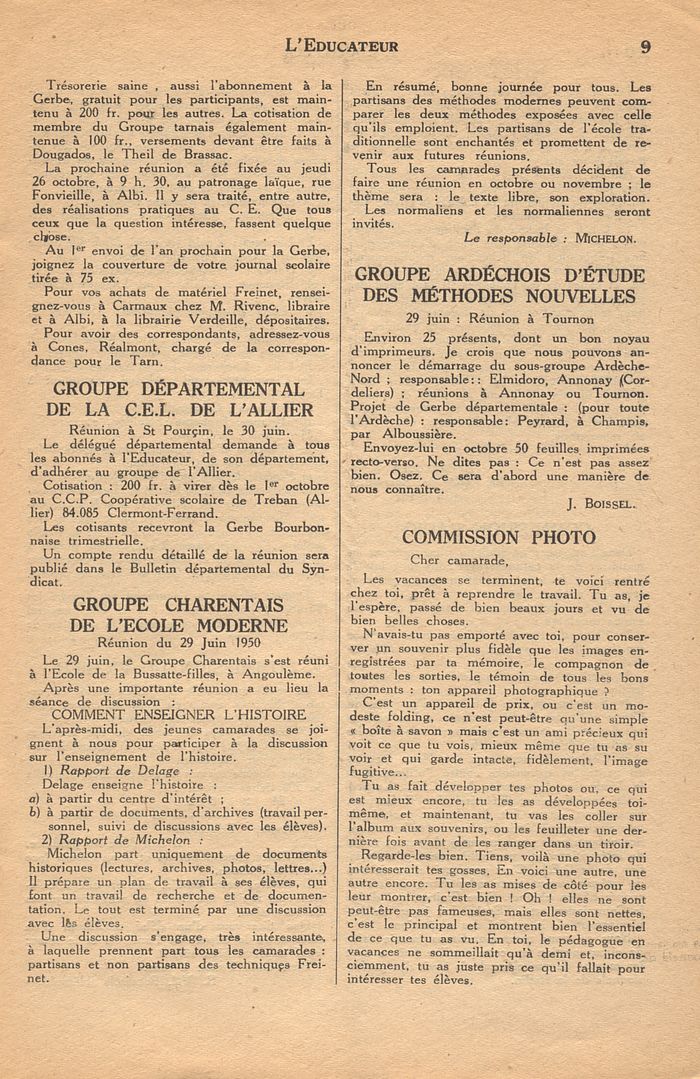 L'EDUCATEUR
9
Trésorerie saine , aussi l'abonnement à la
Gerbe, gratuit pour les participants, est main-
tenu à 200 fr. pour les autres. La cotisation de
membre du Groupe tarnais également main-
tenue à 100 fr., versements devant être faits à
Dougados, le Theil de Brassac.
La prochaine réunion a été fixée au jeudi
26 octobre, à 9 h. 30, au patronage laïque, rue
Fonvieille, à Albi. Il y sera traité, entre autre,
des réalisations pratiques au C. E. Que tous
ceux que la question intéresse, fassent quelque
chose.
Au 1er envoi de l'an prochain pour la Gerbe,
joignez la couverture de votre journal scolaire
tirée à 75 ex.
Pour vos achats de matériel Freinet, rensei-
gnez-vous à Carmaux chez M. Rivenc, libraire
et à Albi, à la librairie Verdeille, dépositaires.
Pour avoir des correspondants, adressez-vous
à Cones, Réalmont, chargé de la correspon-
dance pour le Tarn.
GROUPE DÉPARTEMENTAL
DE LA C.E.L. DE L'ALLIER
Réunion à St Pourçin, le 30 juin.
Le délégué départemental demande à tous
les abonnés à l'Educateur, de son département,
d'adhérer au groupe de l'Allier.
Cotisation : 200 fr. à virer dès le 1er octobre
au C.C.P. Coopérative scolaire de Treban (Al-
lier) 84.085 Clermont-Ferrand.
Les cotisants recevront la Gerbe Bourbon-
naise trimestrielle.
Un compte rendu détaillé de la réunion sera
publié dans le Bulletin départemental du Syn-
dicat.
GROUPE CHARENTAIS
DE L'ECOLE MODERNE
Réunion du 29 Juin 1950
Le 29 juin, le Groupe Charentais s'est réuni
à l'Ecole de la Bussatte-filles, à Angoulème.
Après une importante réunion a eu lieu la
séance de discussion :
COMMENT ENSEIGNER L'HISTOIRE
L'après-midi, des jeunes camarades se joi-
gnent à nous pour participer à la discussion
sur l'enseignement de l'histoire.
1) Rapport de Delage :
Delage enseigne l'histoire :
a) à partir du centre d'intérêt ;
b) à partir de documents, d'archives (travail per-
sonnel, suivi de discussions avec les élèves).
2) Rapport de Michelon :
Michelon part uniquement de documents
historiques (lectures, archives, photos, lettres...)
Il prépare un plan de travail à ses élèves, qui
font un travail de recherche et de documen-
tation. Le tout est terminé par une discussion
avec les élèves.
Une discussion s'engage, très intéressante,
à laquelle prennent part tous les camarades :
partisans et non partisans des techniques Frei-
net.
En résumé, bonne journée pour tous. Les
partisans des méthodes modernes peuvent com-
parer les deux méthodes exposées avec celle
qu'ils emploient. Les partisans de l'école tra-
ditionnelle sont enchantés et promettent de re-
venir aux futures réunions.
Tous les camarades présents décident de
faire une réunion en octobre ou novembre ; le
thème sera : le texte libre, son exploration.
Les normaliens et les normaliennes seront
invités.
Le responsable : MICHELON.
GROUPE ARDÉCHOIS D'ÉTUDE
DES MÉTHODES NOUVELLES
29 juin : Réunion à Tournon
Environ 25 présents, dont un bon noyau
d'imprimeurs. Je crois que nous pouvons an-
noncer le démarrage du sous-groupe Ardèche-
Nord ; responsable:: Elmidoro, Annonay (Cor-
deliers) ; réunions à Annonay ou Tournon.
Projet de Gerbe départementale : (pour toute
l'Ardèche) : responsable: Peyrard, à Champis,
par Alboussière.
Envoyez-lui en octobre 50 feuilles imprimées
recto-verso. Ne dites pas : Ce n'est pas assez
bien. Osez. Ce sera d'abord une manière de
nous connaître.
J. BOISSEL.
COMMISSION PHOTO
Cher camarade,
Les vacances se terminent, te voici rentré
chez toi, prêt à reprendre le travail. Tu as, je
l'espère, passé de bien beaux jours et vu de
bien belles choses.
N'avais-tu pas emporté avec toi, pour conser-
ver un souvenir plus fidèle que les images en-
registrées par ta mémoire, le compagnon de
toutes les sorties, le témoin de tous les bons
moments : ton appareil photographique ?
C'est un appareil de prix, ou c'est un mo-
deste folding, ce n'est peut-être qu'une simple
« boîte à savon » mais c'est un ami précieux qui
voit ce que tu vois, mieux même que tu as su
voir et qui garde intacte, fidèlement, l'image
fugitive...
Tu as fait développer tes photos ou, ce qui
est mieux encore, tu les as développées toi-
même, et maintenant, tu vas les coller sur
l'album aux souvenirs, ou les feuilleter une der-
nière fois avant de les ranger dans un tiroir.
Regarde-les bien. Tiens, voilà une photo qui
intéresserait tes gosses. En voici une autre, une
autre encore. Tu les as mises de côté pour les
leur montrer, c'est bien ! Oh ! elles ne sont
peut-être pas fameuses, mais elles sont nettes,
c'est le principal et montrent bien l'essentiel
de ce que tu as vu. En toi, le pédagogue en
vacances ne sommeillait qu'à demi et, incons-
ciemment, tu as juste pris ce qu'il fallait pour
intéresser tes élèves.